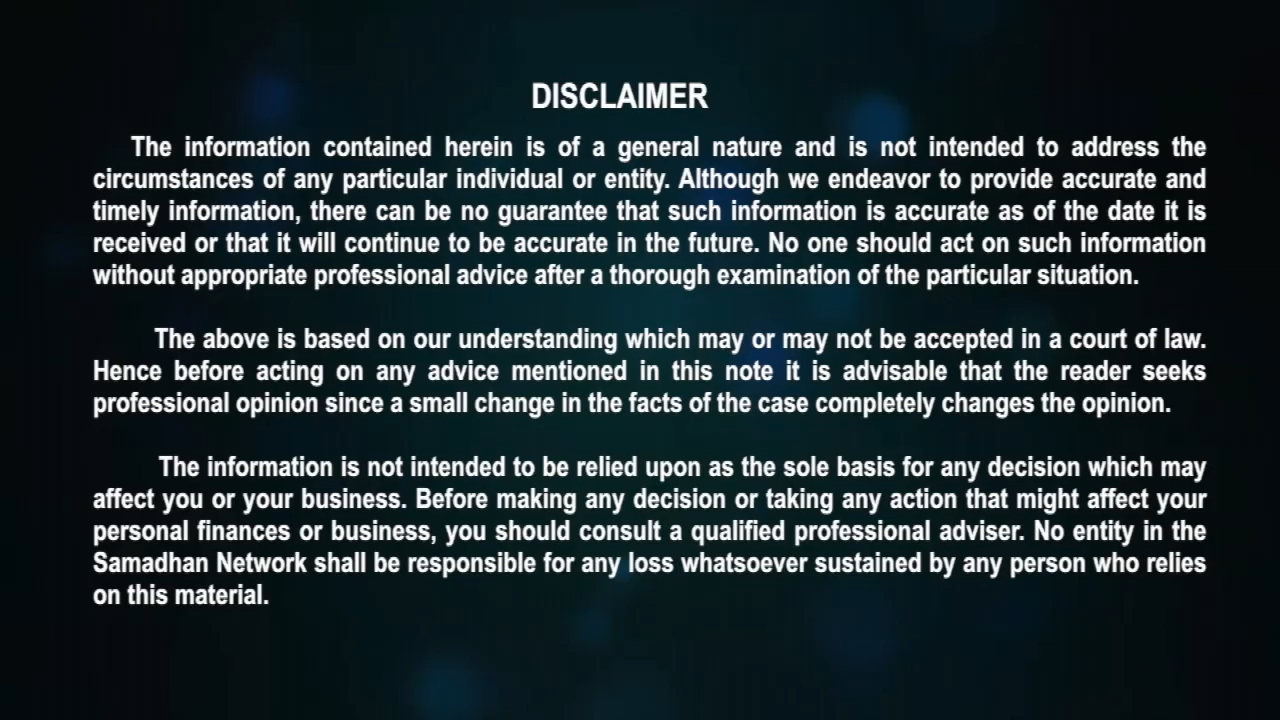 DISCLAIMER
The information contained herein is of a general nature and is not intended to address the
circumstances of any particular individual or entity. Although we endeavor to provide accurate and
timely information, there can be no guarantee that such information is accurate as of the date it is
received or that it will continue to be accurate in the future. No one should act on such information
without appropriate professional advice after a thorough examination of the particular situation.
The above is based on our understanding which may or may not be accepted in a court of law.
Hence before acting on any advice mentioned in this note it is advisable that the reader seeks
professional opinion since a small change in the facts of the case completely changes the opinion.
The information is not intended to be relied upon as the sole basis for any decision which may
affect you or your business. Before making any decision or taking any action that might affect your
personal finances or business, you should consult a qualified professional adviser. No entity in the
Samadhan Network shall be responsible for any loss whatsoever sustained by any person who relies
on this material.